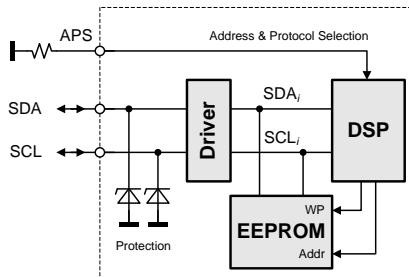 APS
Address & Protocol Selection
SDA
SCL
Driver
SDAi
SCLi
DSP
WP
EEPROM
Addr
Protection